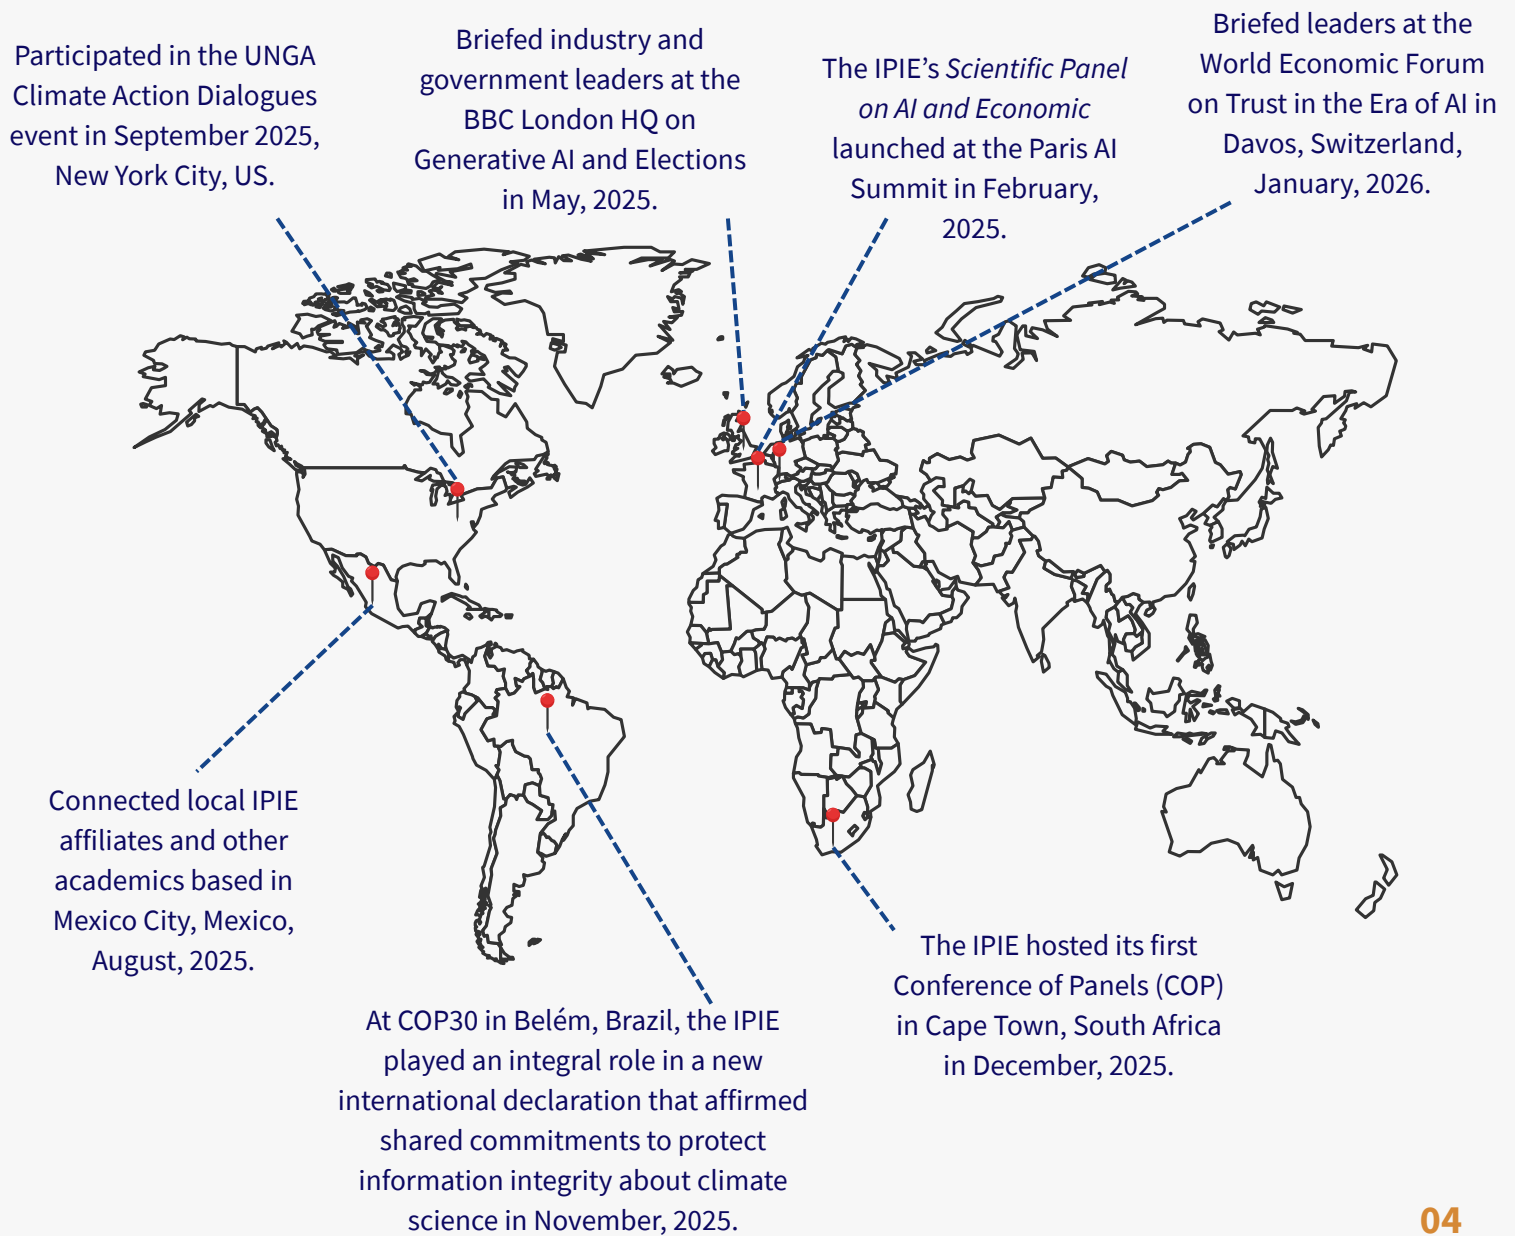 Participated in the UNGA
Climate Action Dialogues
event in September 2025,
New York City, US.
Briefed industry and
government leaders at the
BBC London HQ on
Generative AI and Elections
in May, 2025.
The IPIE’s Scientific Panel
on AI and Economic
launched at the Paris AI
Summit in February,
2025.
Briefed leaders at the
World Economic Forum
on Trust in the Era of AI in
Davos, Switzerland,
January, 2026.
Connected local IPIE
affiliates and other
academics based in
Mexico City, Mexico,
August, 2025.
At COP30 in Belém, Brazil, the IPIE
played an integral role in a new
international declaration that affirmed
shared commitments to protect
information integrity about climate
science in November, 2025.
The IPIE hosted its first
Conference of Panels (COP)
in Cape Town, South Africa
in December, 2025.
04